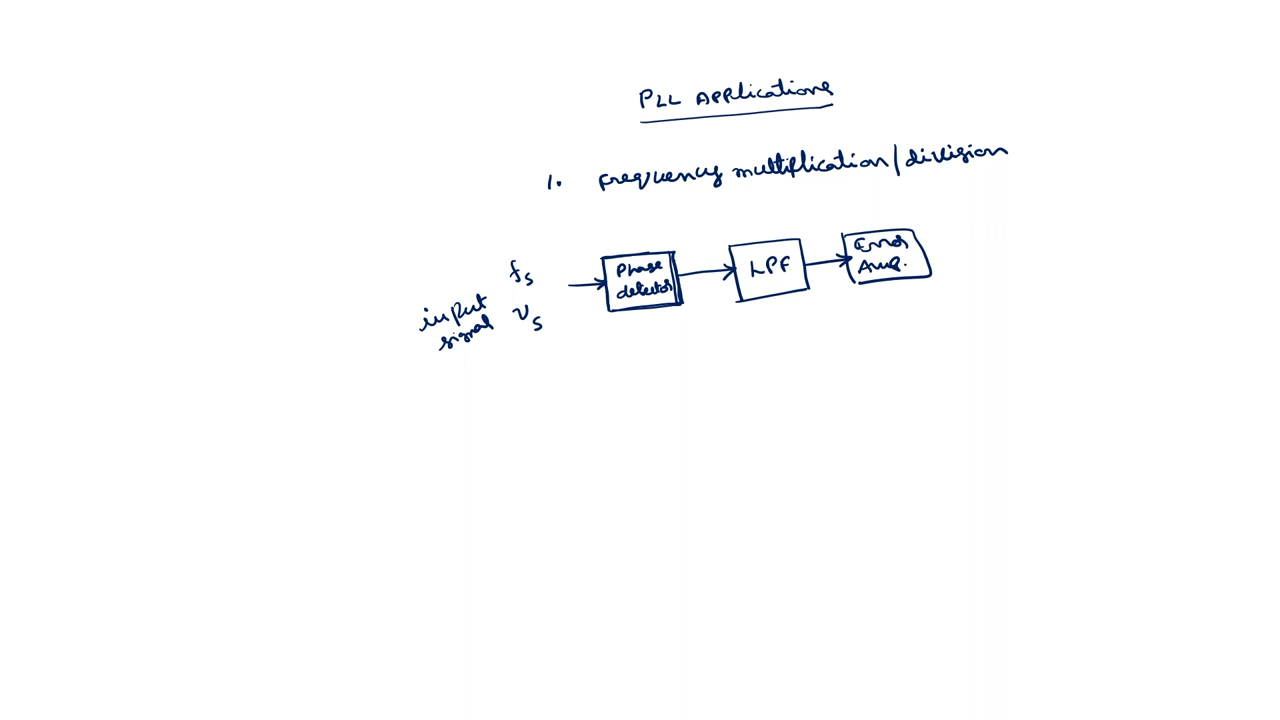 PLL Applications
1. Frequency multiplication/division
fs
input signal vs
Phase detector
LPF
Error Amp.